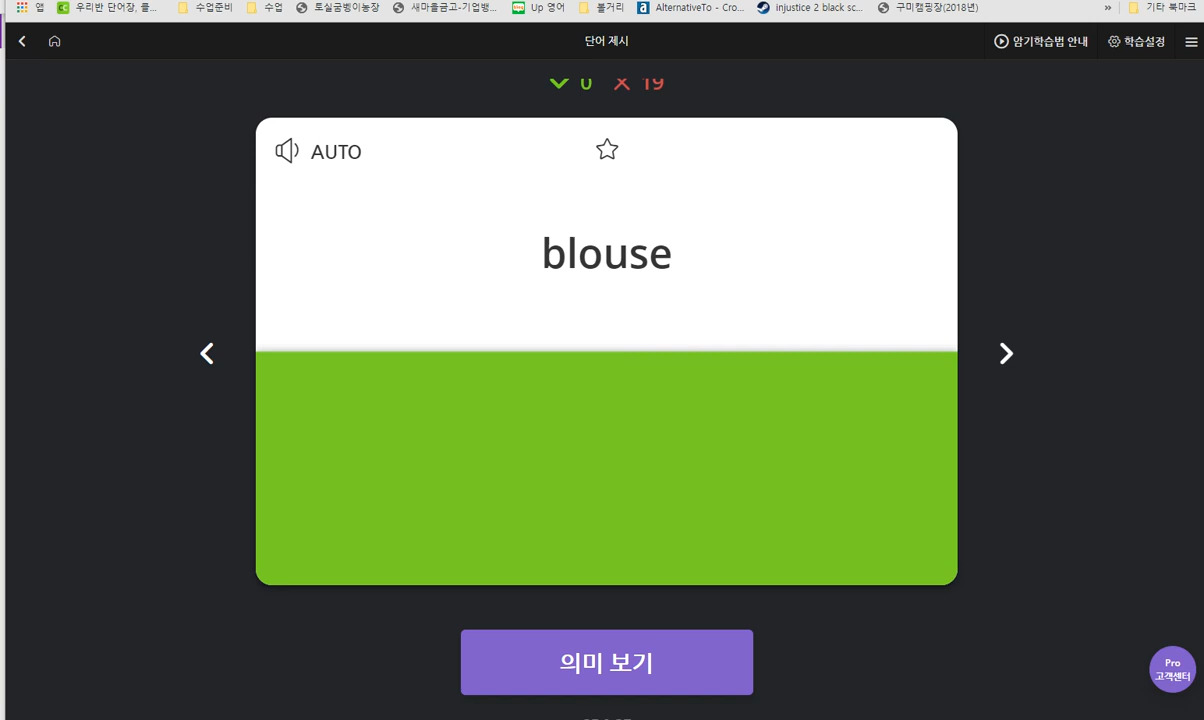 앱 우리반 단어장, 클... 수업준비 수업 토실굼벵이농장 새마을금고-기업뱅... Up 영어 볼거리 AlternativeTo - Cro... injustice 2 black sc... 구미캠핑장(2018년) » 기타 북마크
단어 제시 암기학습법 안내 학습설정
0 19
AUTO
blouse
의미 보기
Pro
고객센터